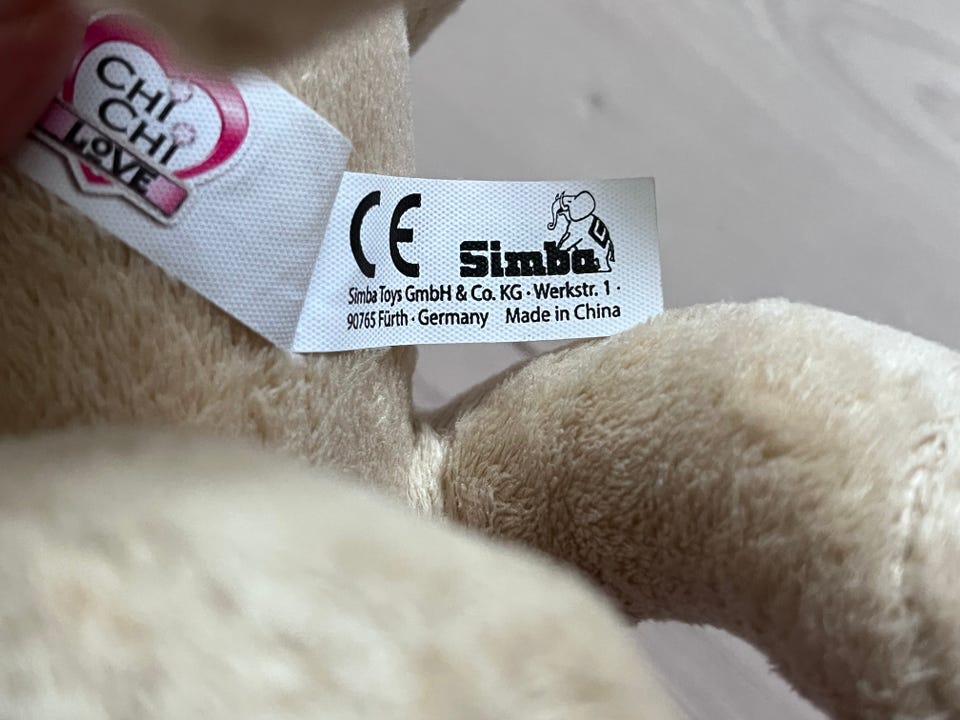 CHI
CHI
LOVE
CE
Simba
Simba Toys GmbH & Co. KG · Werkstr. 1 ·
90765 Fürth · Germany Made in China